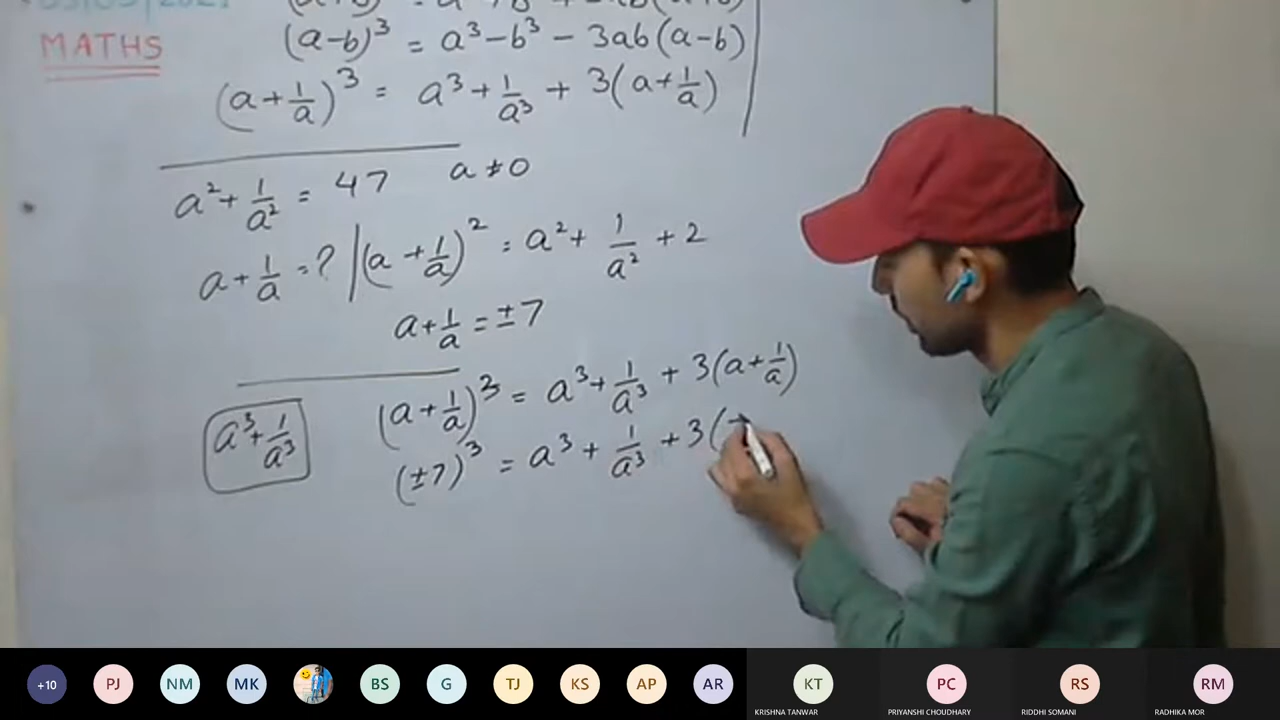 MATHS
(a-b)³ = a³-b³ - 3ab(a-b)
(a+1/a)³ = a³+1/a³ + 3(a+1/a)
a²+1/a² = 47 a≠0
a+1/a = ? | (a+1/a)² = a²+ 1/a² +2
a+1/a = ±7
a³+1/a³
(a+1/a)³ = a³+1/a³ + 3(a+1/a)
(±7)³ = a³ + 1/a³ +3(
+10 PJ NM MK BS G TJ KS AP AR KT PC RS RM
KRISHNA TANWAR PRIYANSHI CHOUDHARY RIDDHI SOMANI RADHIKA MOR